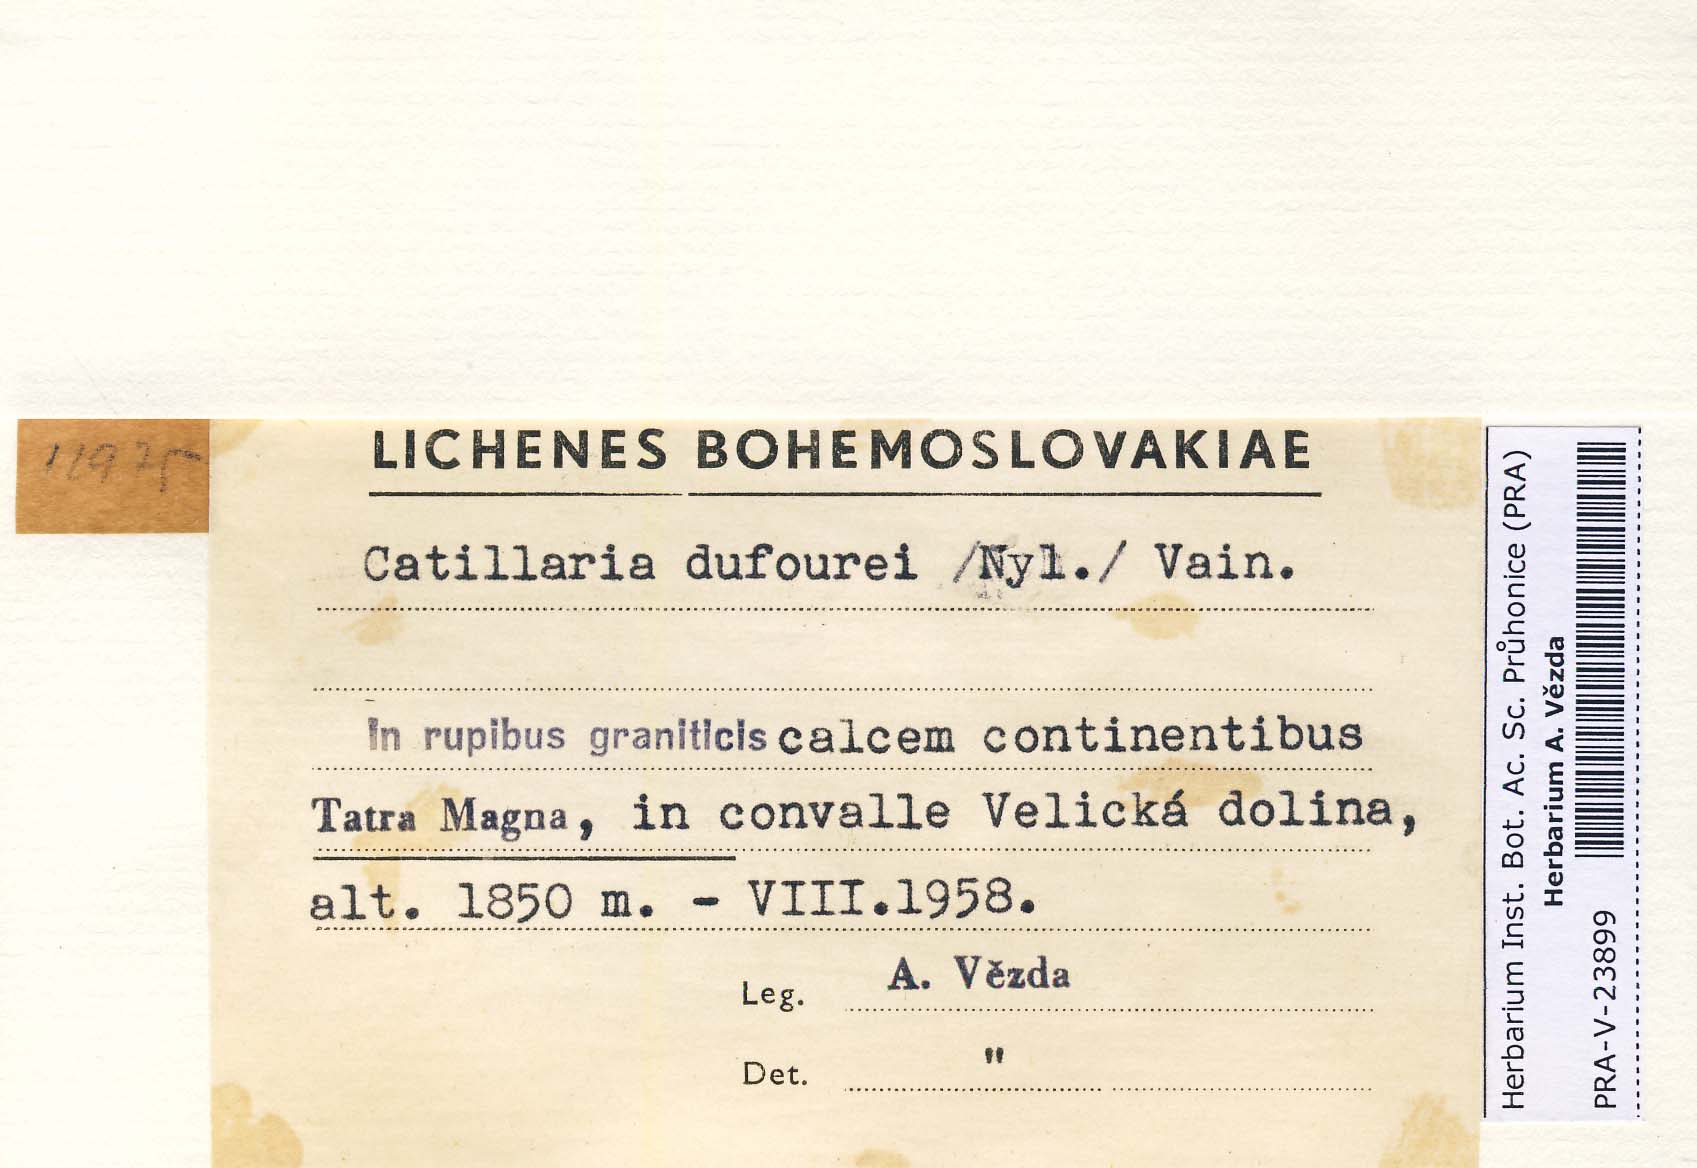 11975
LICHENES BOHEMOSLOVAKIAE
Catillaria dufourei /Nyl./ Vain.
In rupibus graniticis calcem continentibus
Tatra Magna, in convalle Velická dolina,
alt. 1850 m. - VIII.1958.
Leg. A. Vězda
Det. "
Herbarium Inst. Bot. Ac. Sc. Průhonice (PRA)
Herbarium A. Vězda
PRA-V-23899